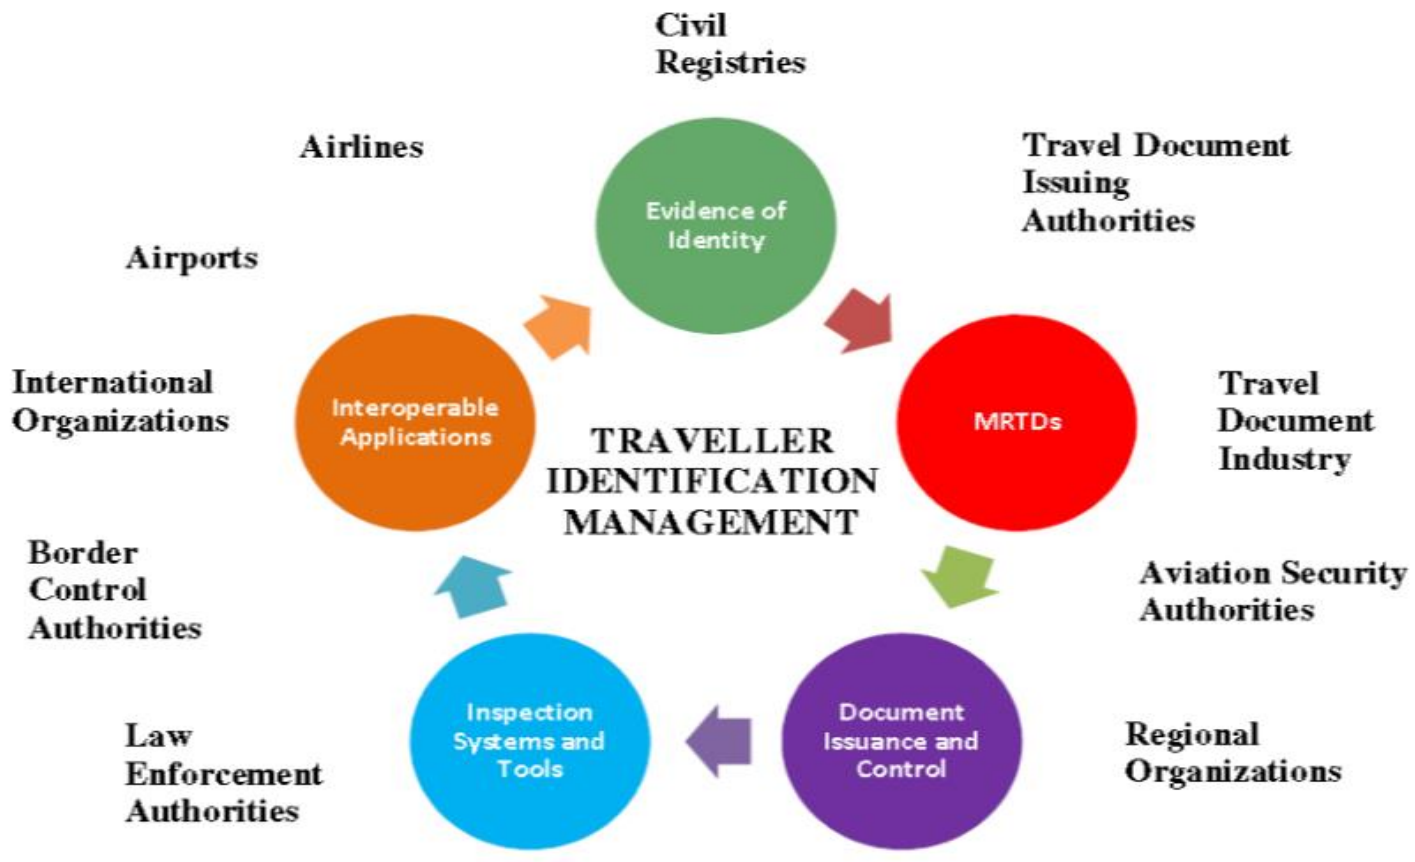 Civil
Registries
Airlines
Travel Document
Issuing
Authorities
Evidence of
Identity
Airports
International
Organizations
Interoperable
Applications
MRTDs
Travel
Document
Industry
TRAVELLER
IDENTIFICATION
MANAGEMENT
Border
Control
Authorities
Aviation Security
Authorities
Inspection
Systems and
Tools
Document
Issuance and
Control
Law
Enforcement
Authorities
Regional
Organizations